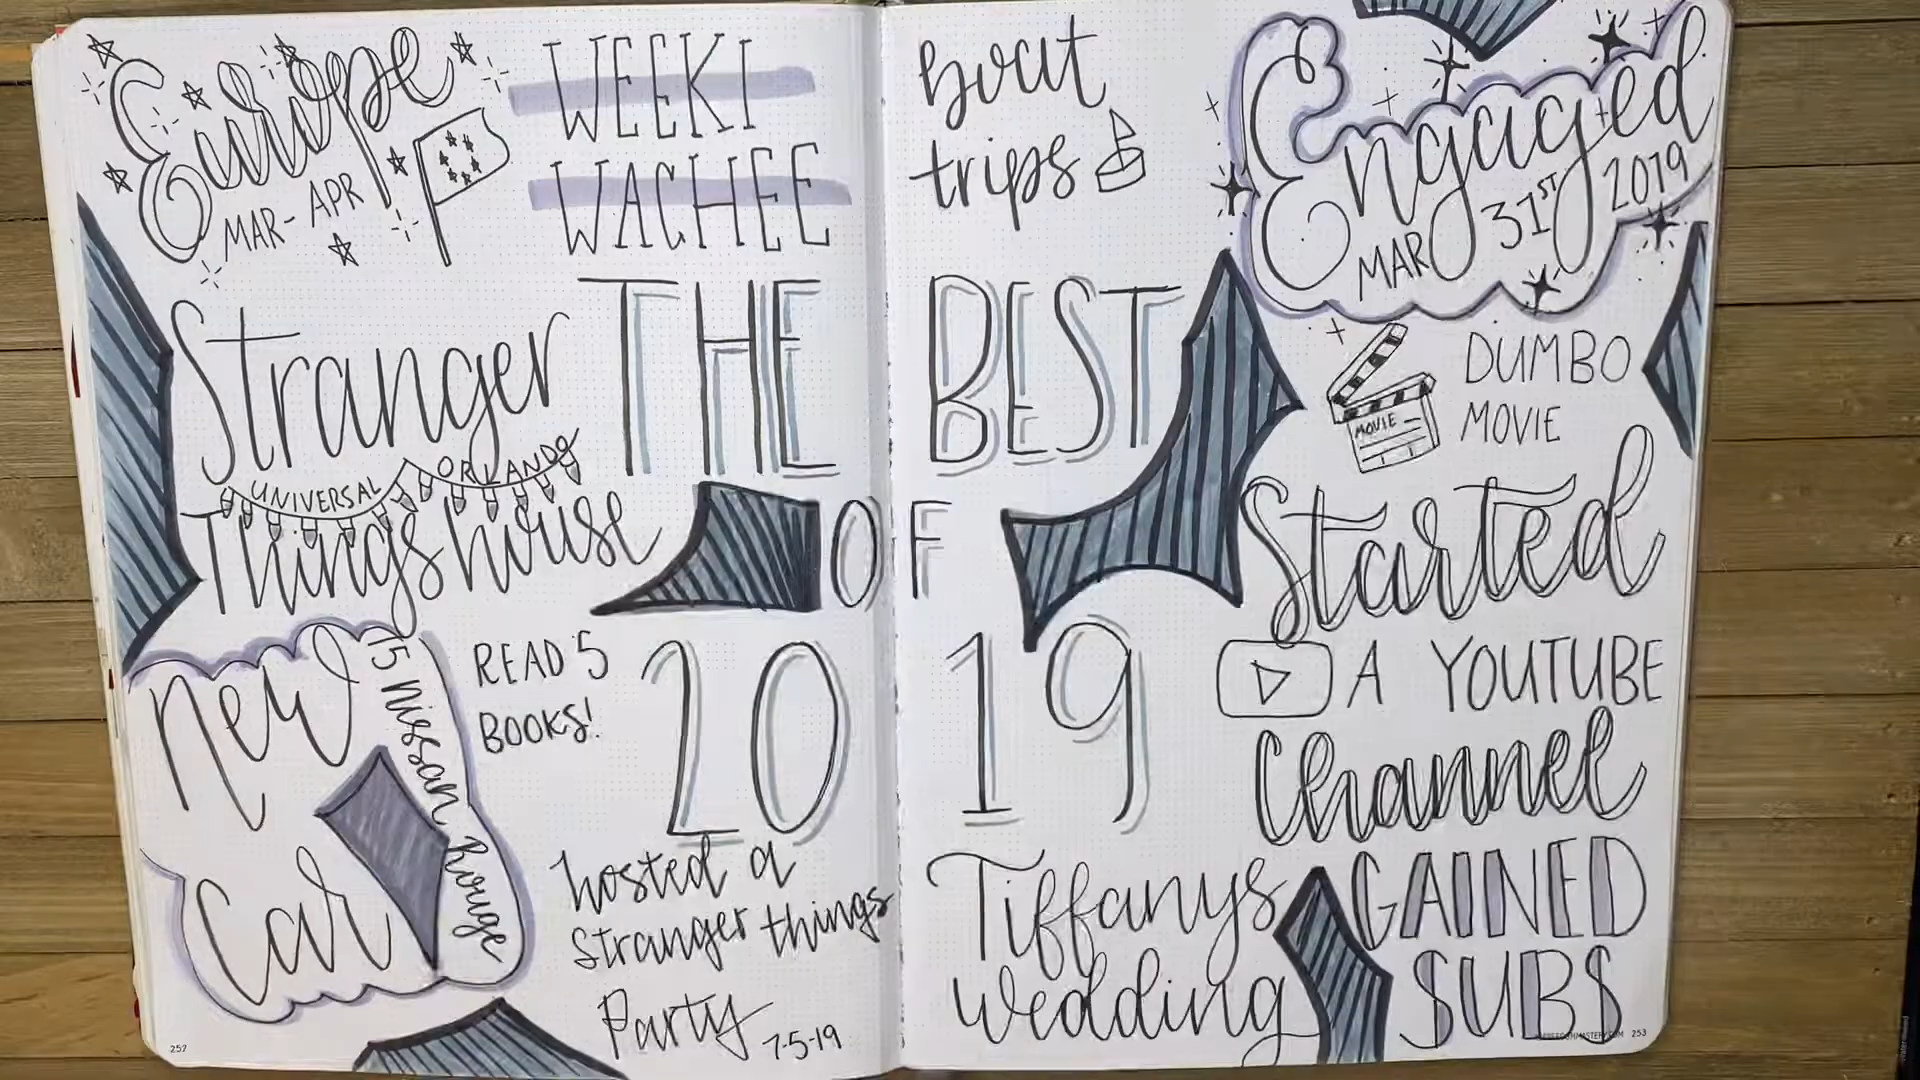 Europe
MAR-APR
WEEKI
WACHEE
boat
trips
Engaged
MAR 31ST 2019
Stranger
UNIVERSAL ORLANDO
Things house
THE BEST
OF
2019
MOVIE
DUMBO
MOVIE
Started
A YOUTUBE
Channel
GAINED
SUBS
New
Car
15 Nissan Rouge
READ 5
BOOKS!
hosted a
Stranger things
Party
7-5-19
Tiffanys
wedding
252
253